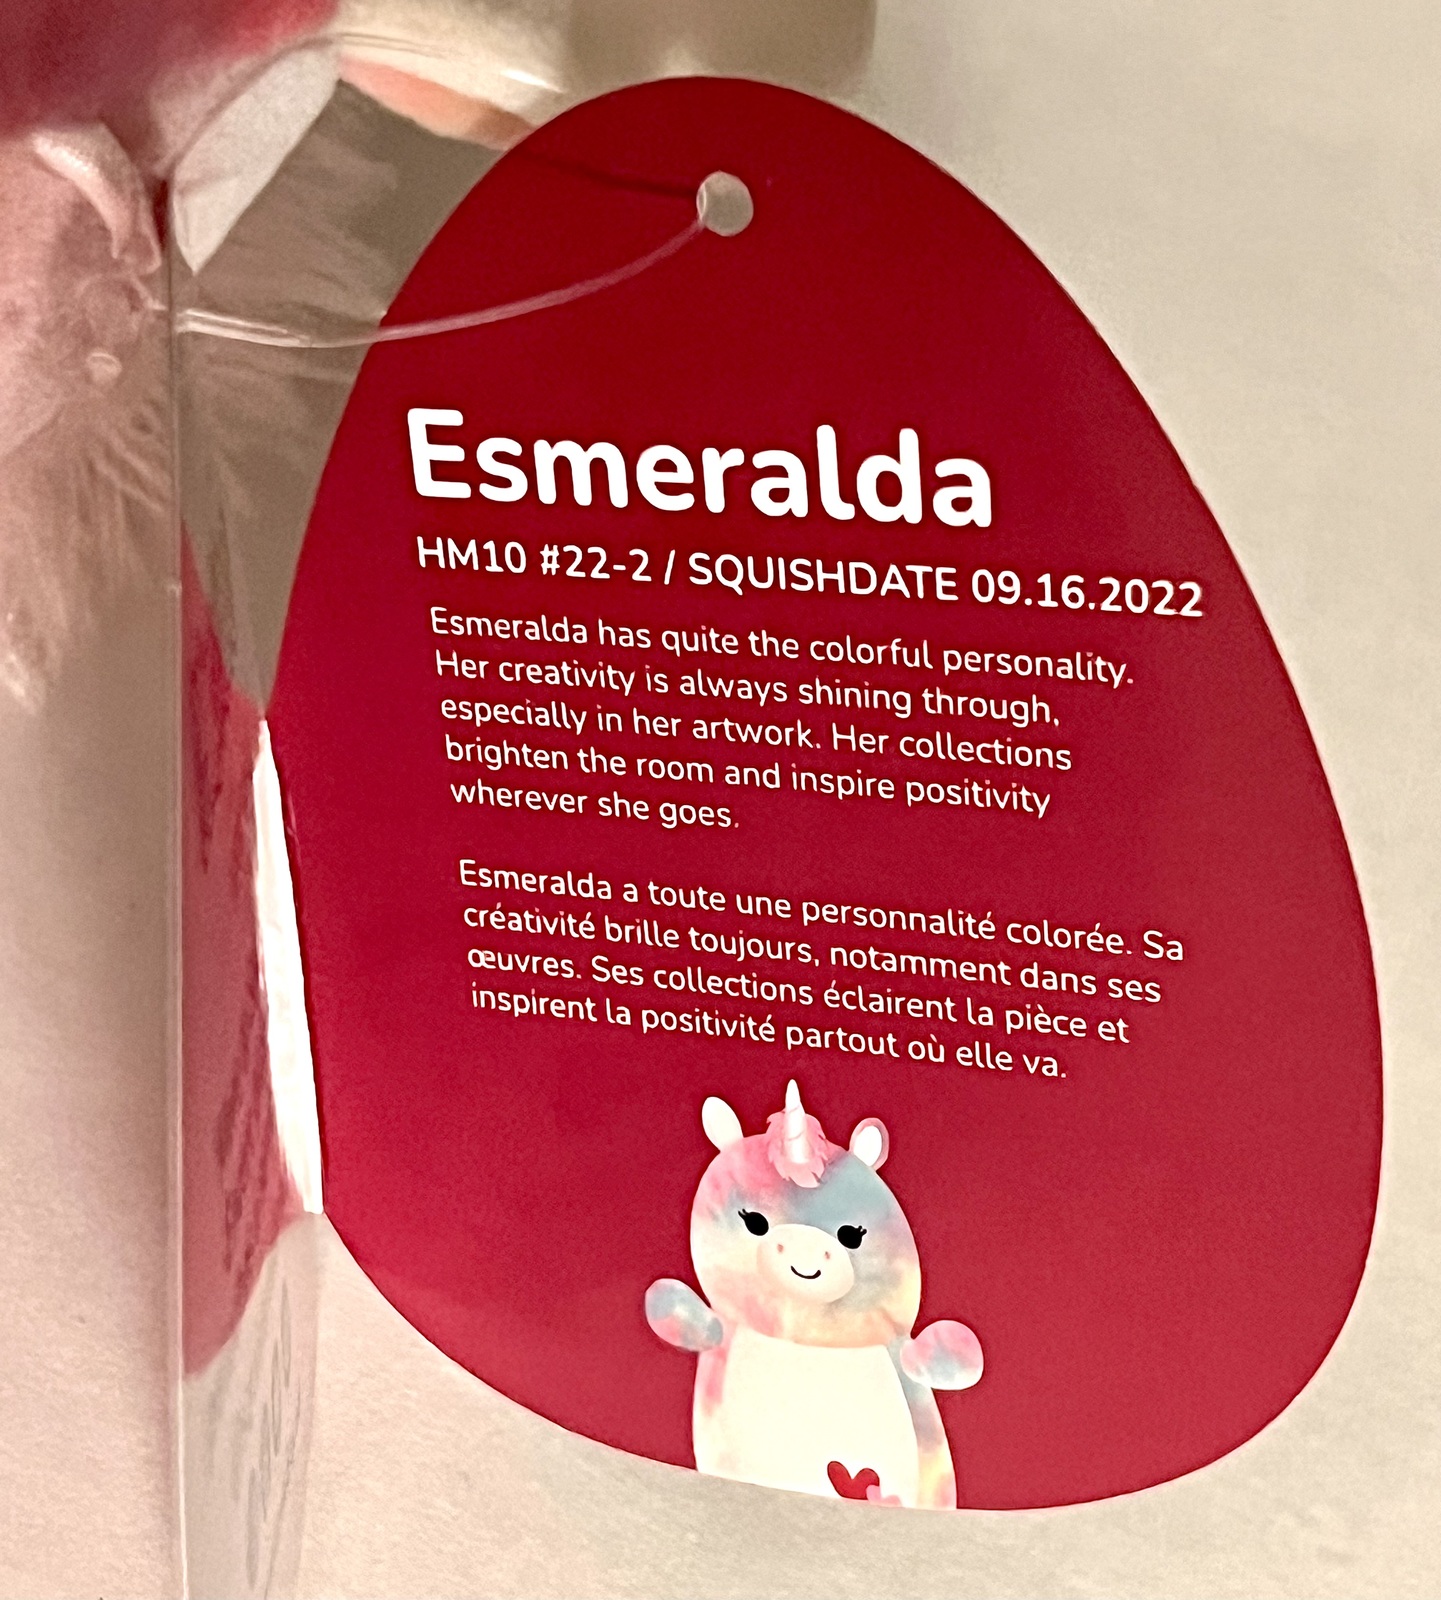 Esmeralda
HM10 #22-2 / SQUISHDATE 09.16.2022
Esmeralda has quite the colorful personality.
Her creativity is always shining through,
especially in her artwork. Her collections
brighten the room and inspire positivity
wherever she goes.
Esmeralda a toute une personnalité colorée. Sa
créativité brille toujours, notamment dans ses
œuvres. Ses collections éclairent la pièce et
inspirent la positivité partout où elle va.